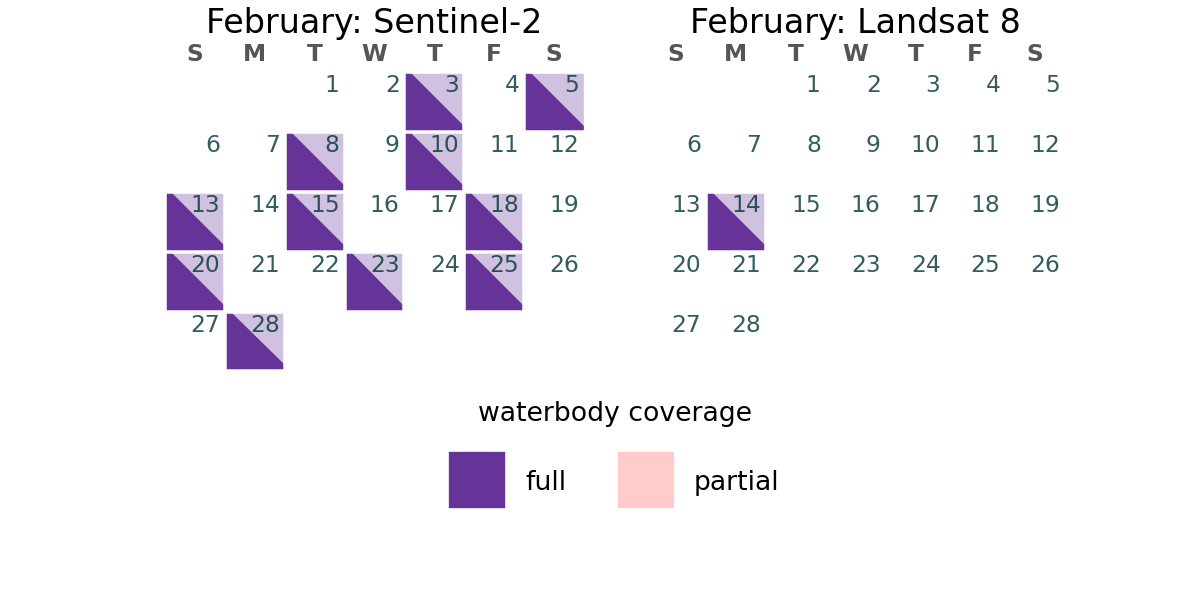 February: Sentinel-2
S M T W T F S
1 2 3 4 5
6 7 8 9 10 11 12
13 14 15 16 17 18 19
20 21 22 23 24 25 26
27 28
February: Landsat 8
S M T W T F S
1 2 3 4 5
6 7 8 9 10 11 12
13 14 15 16 17 18 19
20 21 22 23 24 25 26
27 28
waterbody coverage
full partial